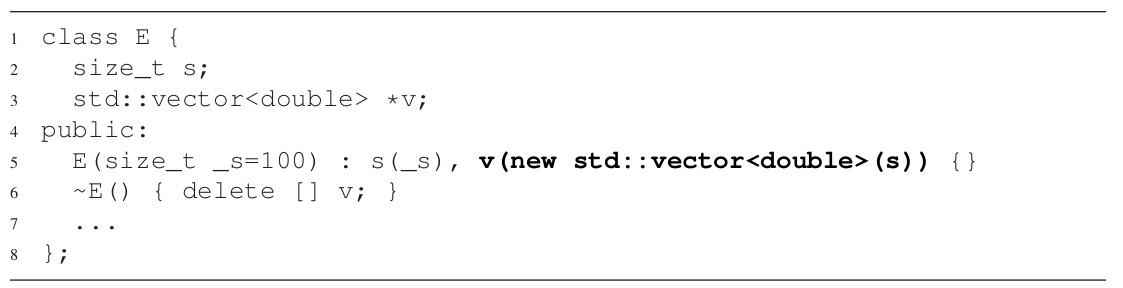 1 class E {
2   size_t s;
3   std::vector<double> *v;
4 public:
5   E(size_t _s=100) : s(_s), v(new std::vector<double>(s)) {}
6   ~E() { delete [] v; }
7   ...
8 };